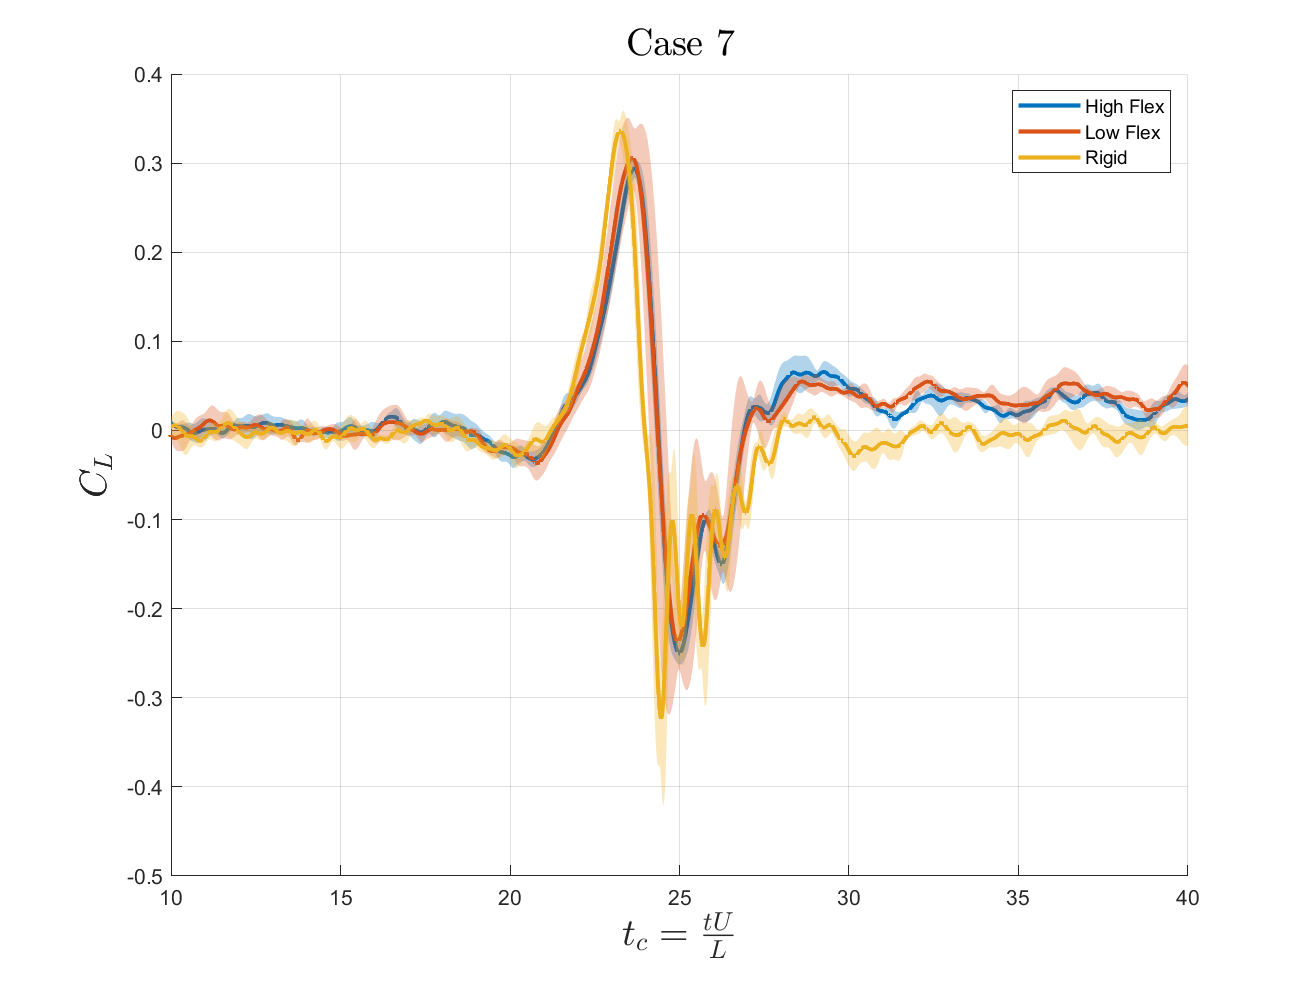 Case 7
High Flex
Low Flex
Rigid
0.4
0.3
0.2
0.1
0
-0.1
-0.2
-0.3
-0.4
-0.5
C_L
10 15 20 25 30 35 40
t_c = \frac{tU}{L}